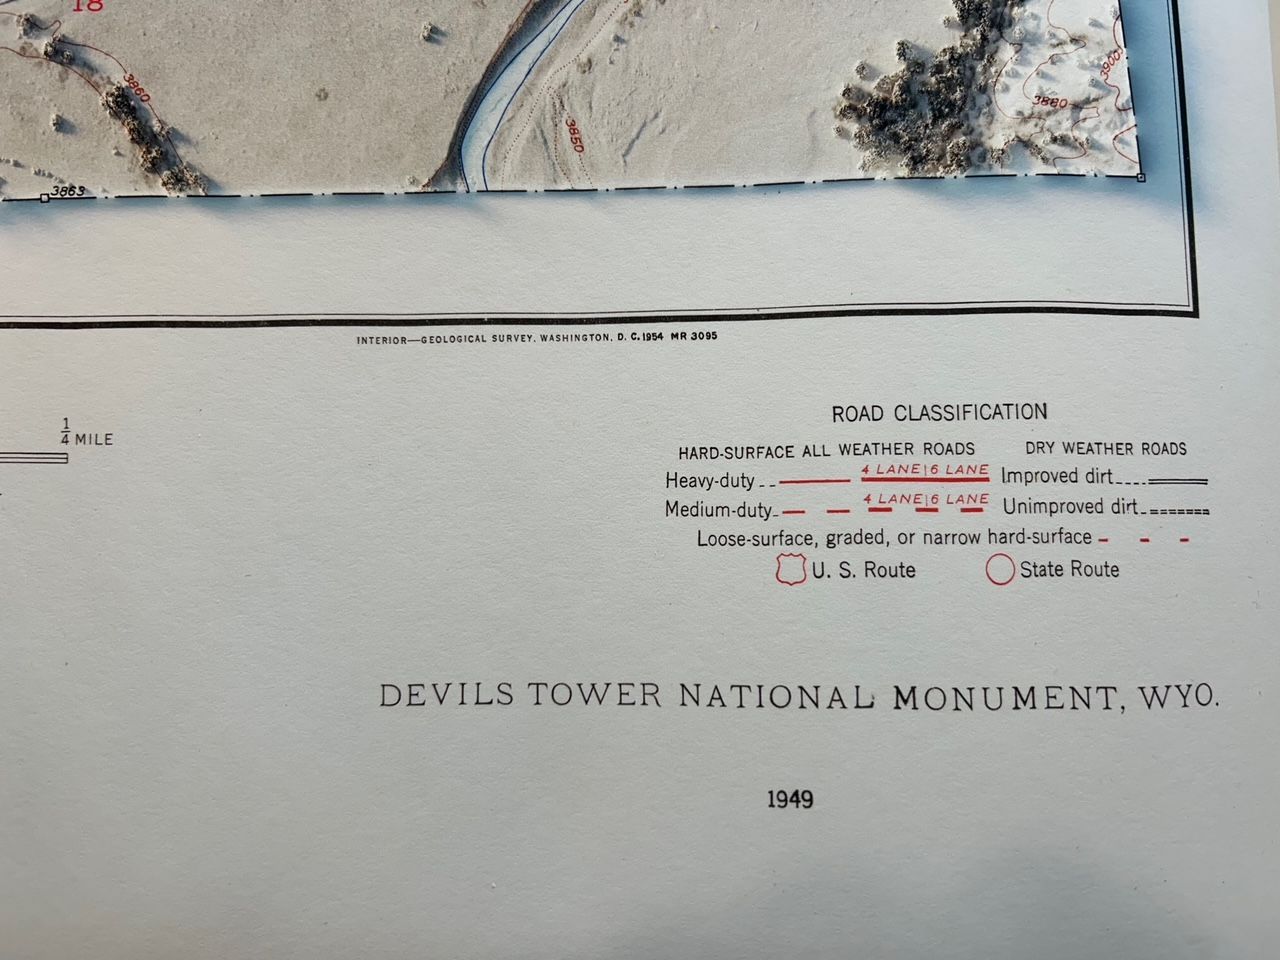 18
3860
3850
3900
3880
3863
INTERIOR—GEOLOGICAL SURVEY, WASHINGTON, D. C. 1954 MR 3095
1/4 MILE
ROAD CLASSIFICATION
HARD-SURFACE ALL WEATHER ROADS DRY WEATHER ROADS
Heavy-duty 4 LANE|6 LANE Improved dirt
Medium-duty 4 LANE|6 LANE Unimproved dirt
Loose-surface, graded, or narrow hard-surface
U. S. Route State Route
DEVILS TOWER NATIONAL MONUMENT, WYO.
1949